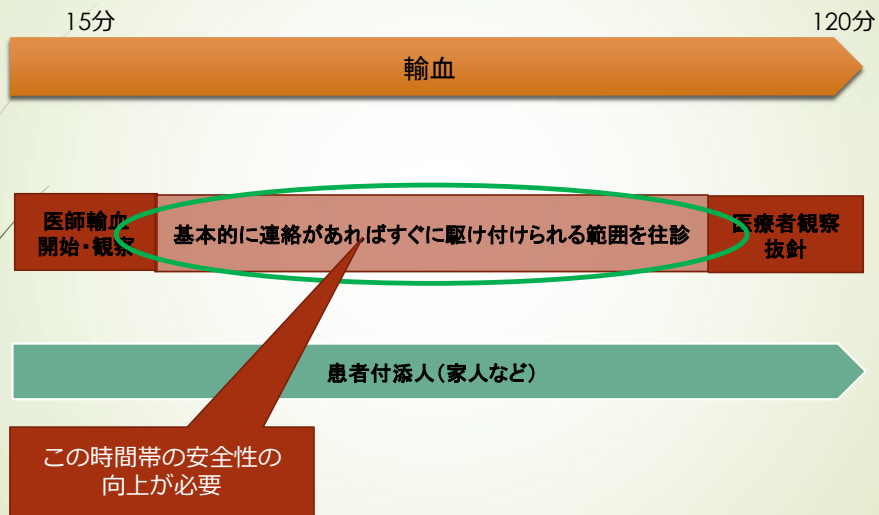 15分
120分
輸血
医師輸血
開始・観察
基本的に連絡があればすぐに駆け付けられる範囲を往診
医療者観察
抜針
患者付添人(家人など)
この時間帯の安全性の
向上が必要